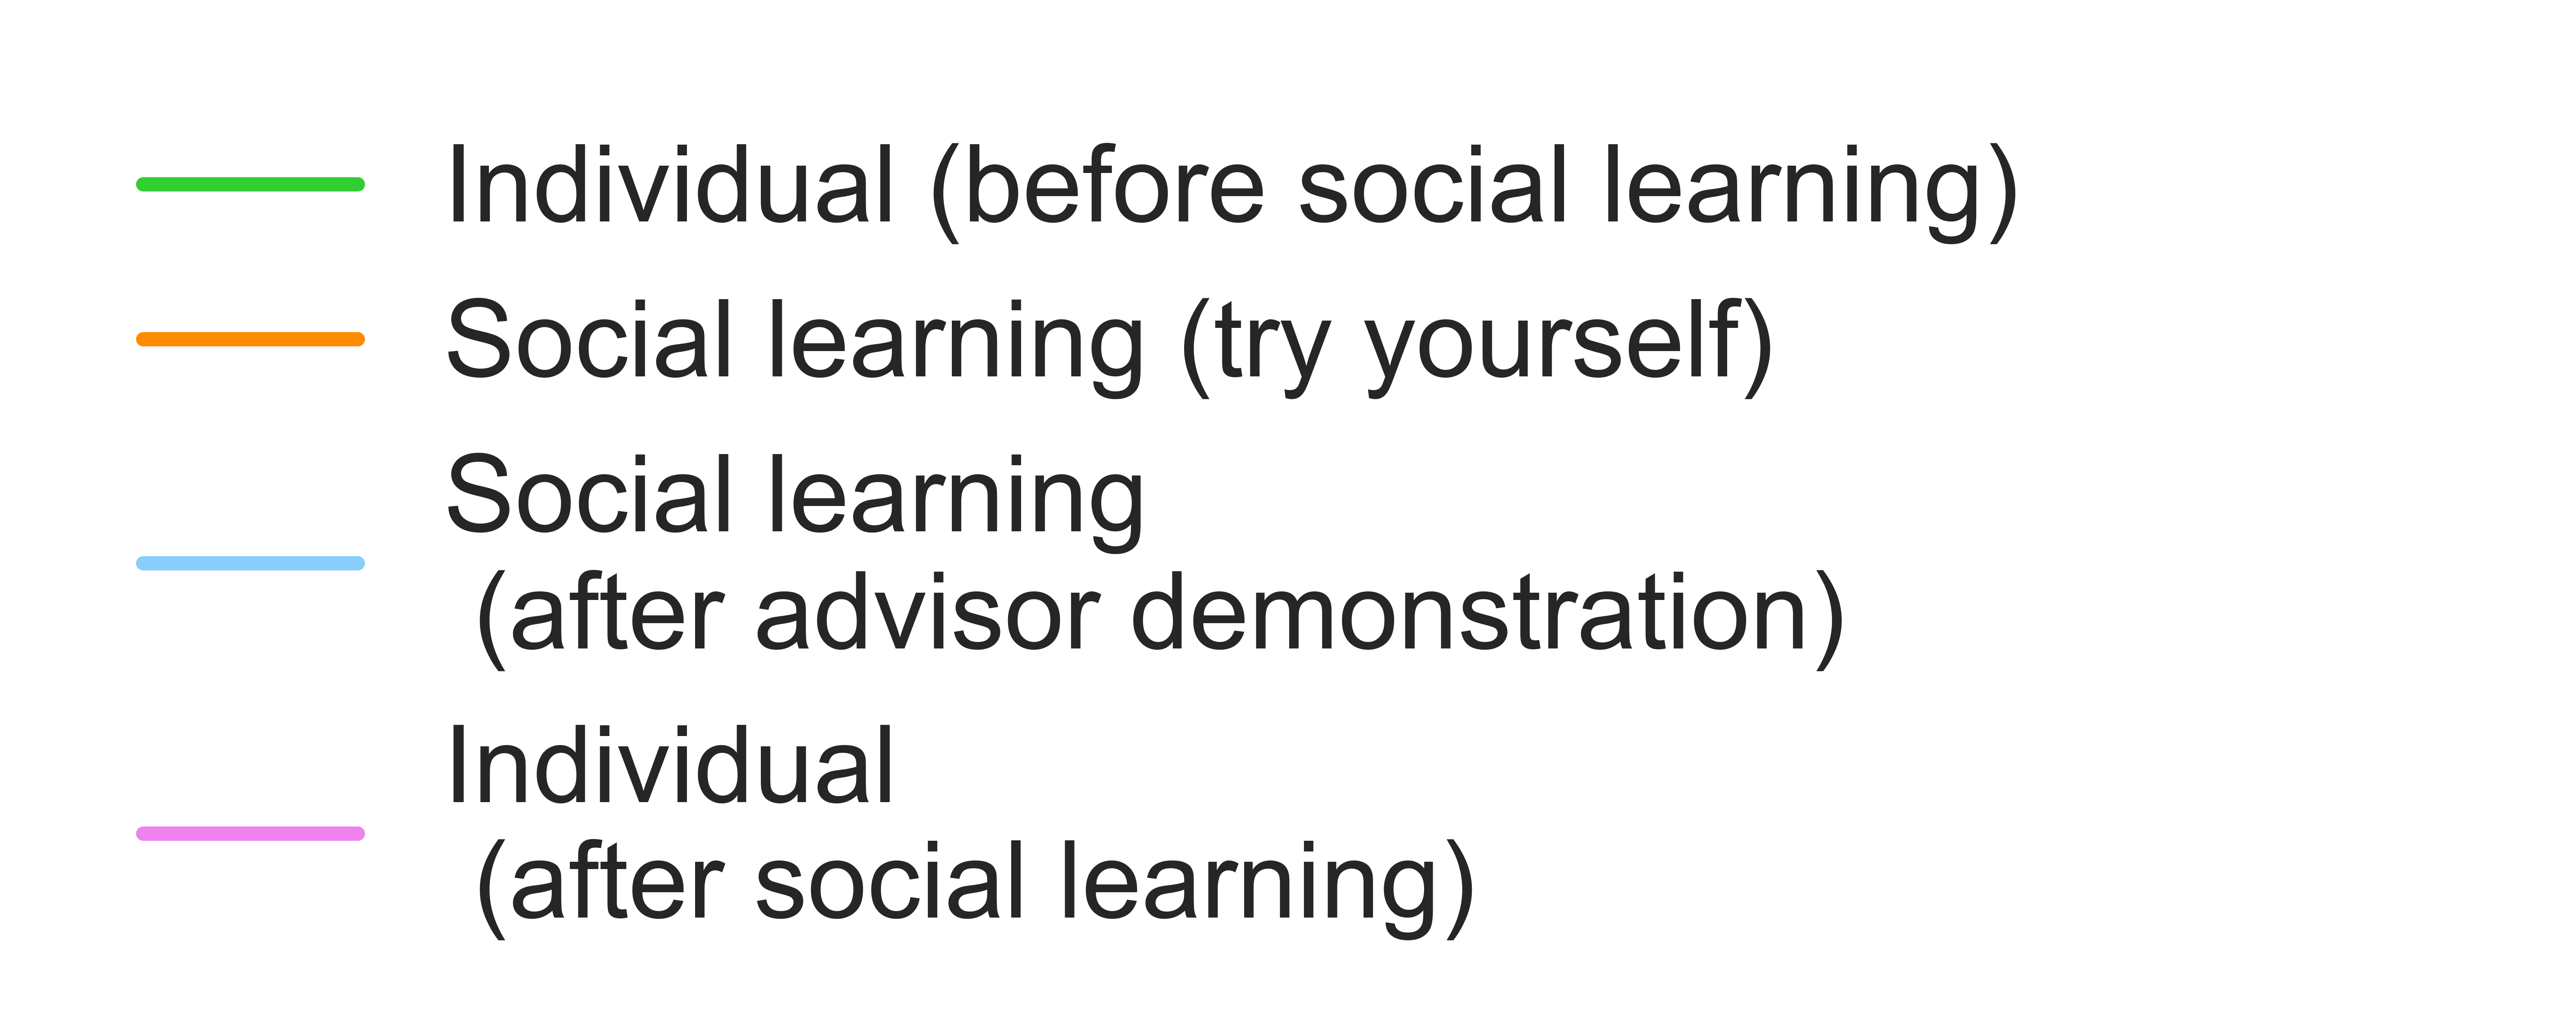 Individual (before social learning)
Social learning (try yourself)
Social learning
(after advisor demonstration)
Individual
(after social learning)